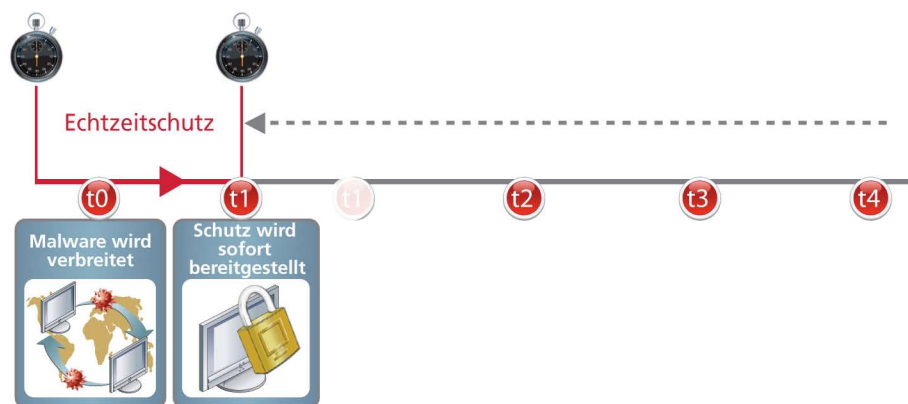 Echtzeitschutz
t0
t1
t1
t2
t3
t4
Malware wird
verbreitet
Schutz wird
sofort
bereitgestellt